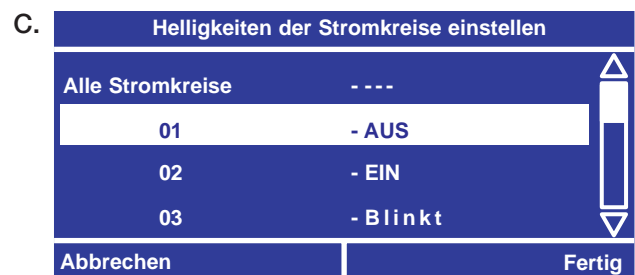 C.
Helligkeiten der Stromkreise einstellen
Alle Stromkreise - - - -
01 - AUS
02 - EIN
03 - Blinkt
Abbrechen Fertig